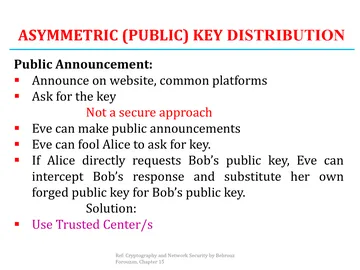 ASYMMETRIC (PUBLIC) KEY DISTRIBUTION
Public Announcement:
▪ Announce on website, common platforms
▪ Ask for the key
Not a secure approach
▪ Eve can make public announcements
▪ Eve can fool Alice to ask for key.
▪ If Alice directly requests Bob's public key, Eve can
intercept Bob's response and substitute her own
forged public key for Bob's public key.
Solution:
▪ Use Trusted Center/s
Ref: Cryptography and Network Security by Behrouz
Forouzan, Chapter 15